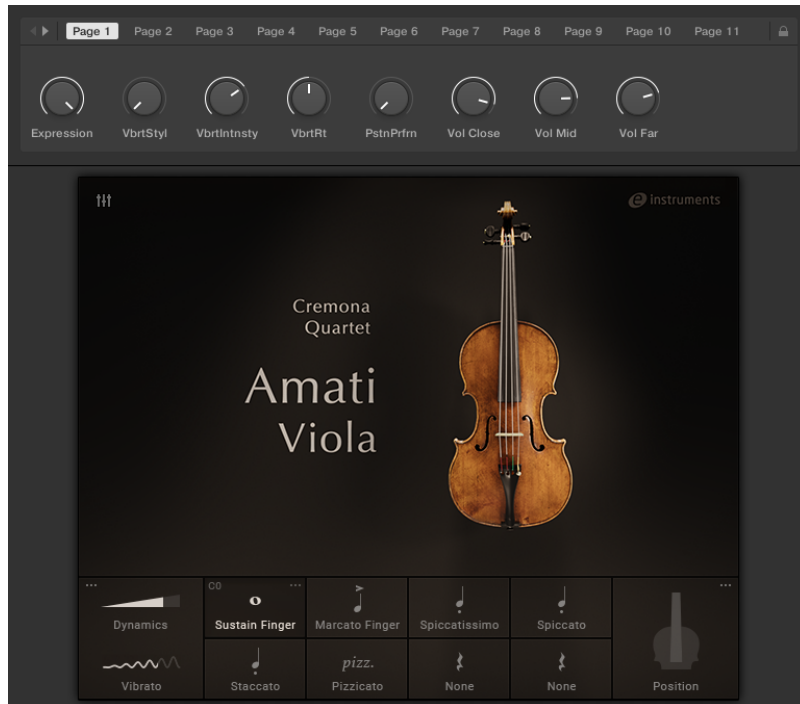 Page 1 Page 2 Page 3 Page 4 Page 5 Page 6 Page 7 Page 8 Page 9 Page 10 Page 11
Expression VbrtStyl VbrtIntnsty VbrtRt PstnPrfrn Vol Close Vol Mid Vol Far
e instruments
Cremona
Quartet
Amati
Viola
C0
Dynamics Sustain Finger Marcato Finger Spiccatissimo Spiccato
pizz.
Vibrato Staccato Pizzicato None None Position